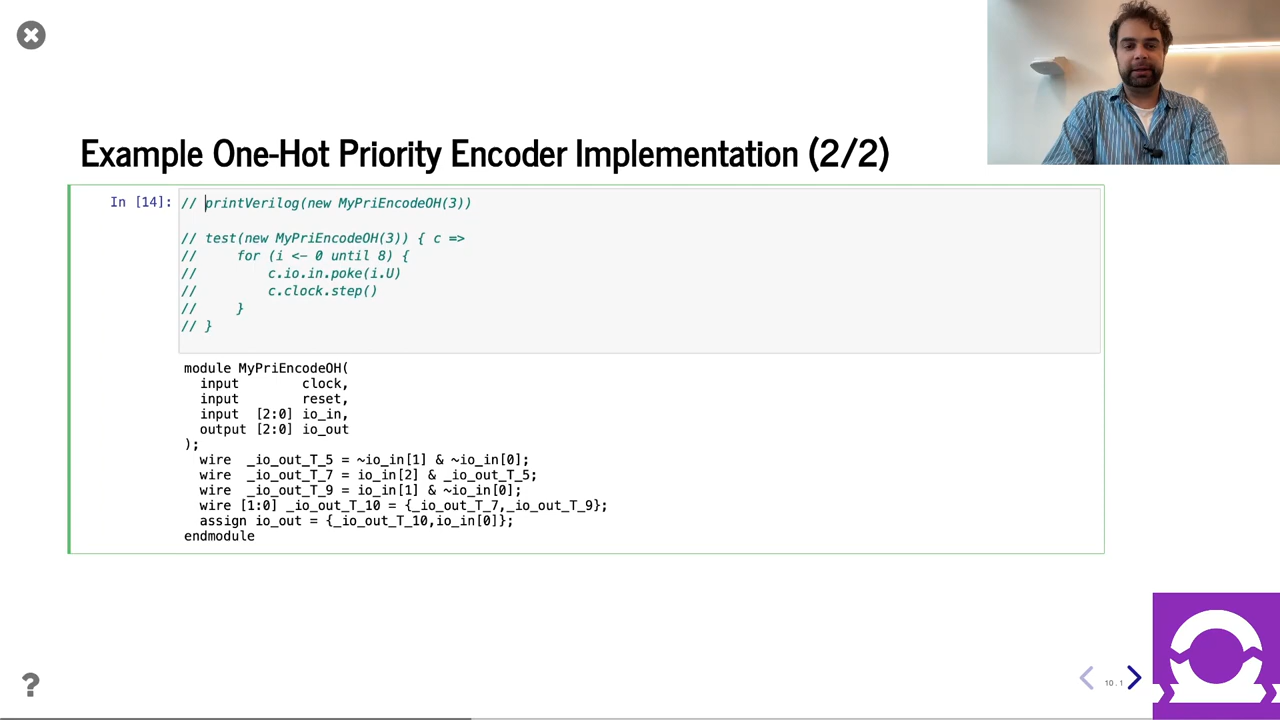 Example One-Hot Priority Encoder Implementation (2/2)
In [14]: // printVerilog(new MyPriEncodeOH(3))
// test(new MyPriEncodeOH(3)) { c =>
//     for (i <- 0 until 8) {
//         c.io.in.poke(i.U)
//         c.clock.step()
//     }
// }
module MyPriEncodeOH(
  input        clock,
  input        reset,
  input  [2:0] io_in,
  output [2:0] io_out
);
  wire  _io_out_T_5 = ~io_in[1] & ~io_in[0];
  wire  _io_out_T_7 = io_in[2] & _io_out_T_5;
  wire  _io_out_T_9 = io_in[1] & ~io_in[0];
  wire [1:0] _io_out_T_10 = {_io_out_T_7,_io_out_T_9};
  assign io_out = {_io_out_T_10,io_in[0]};
endmodule
?
10.1